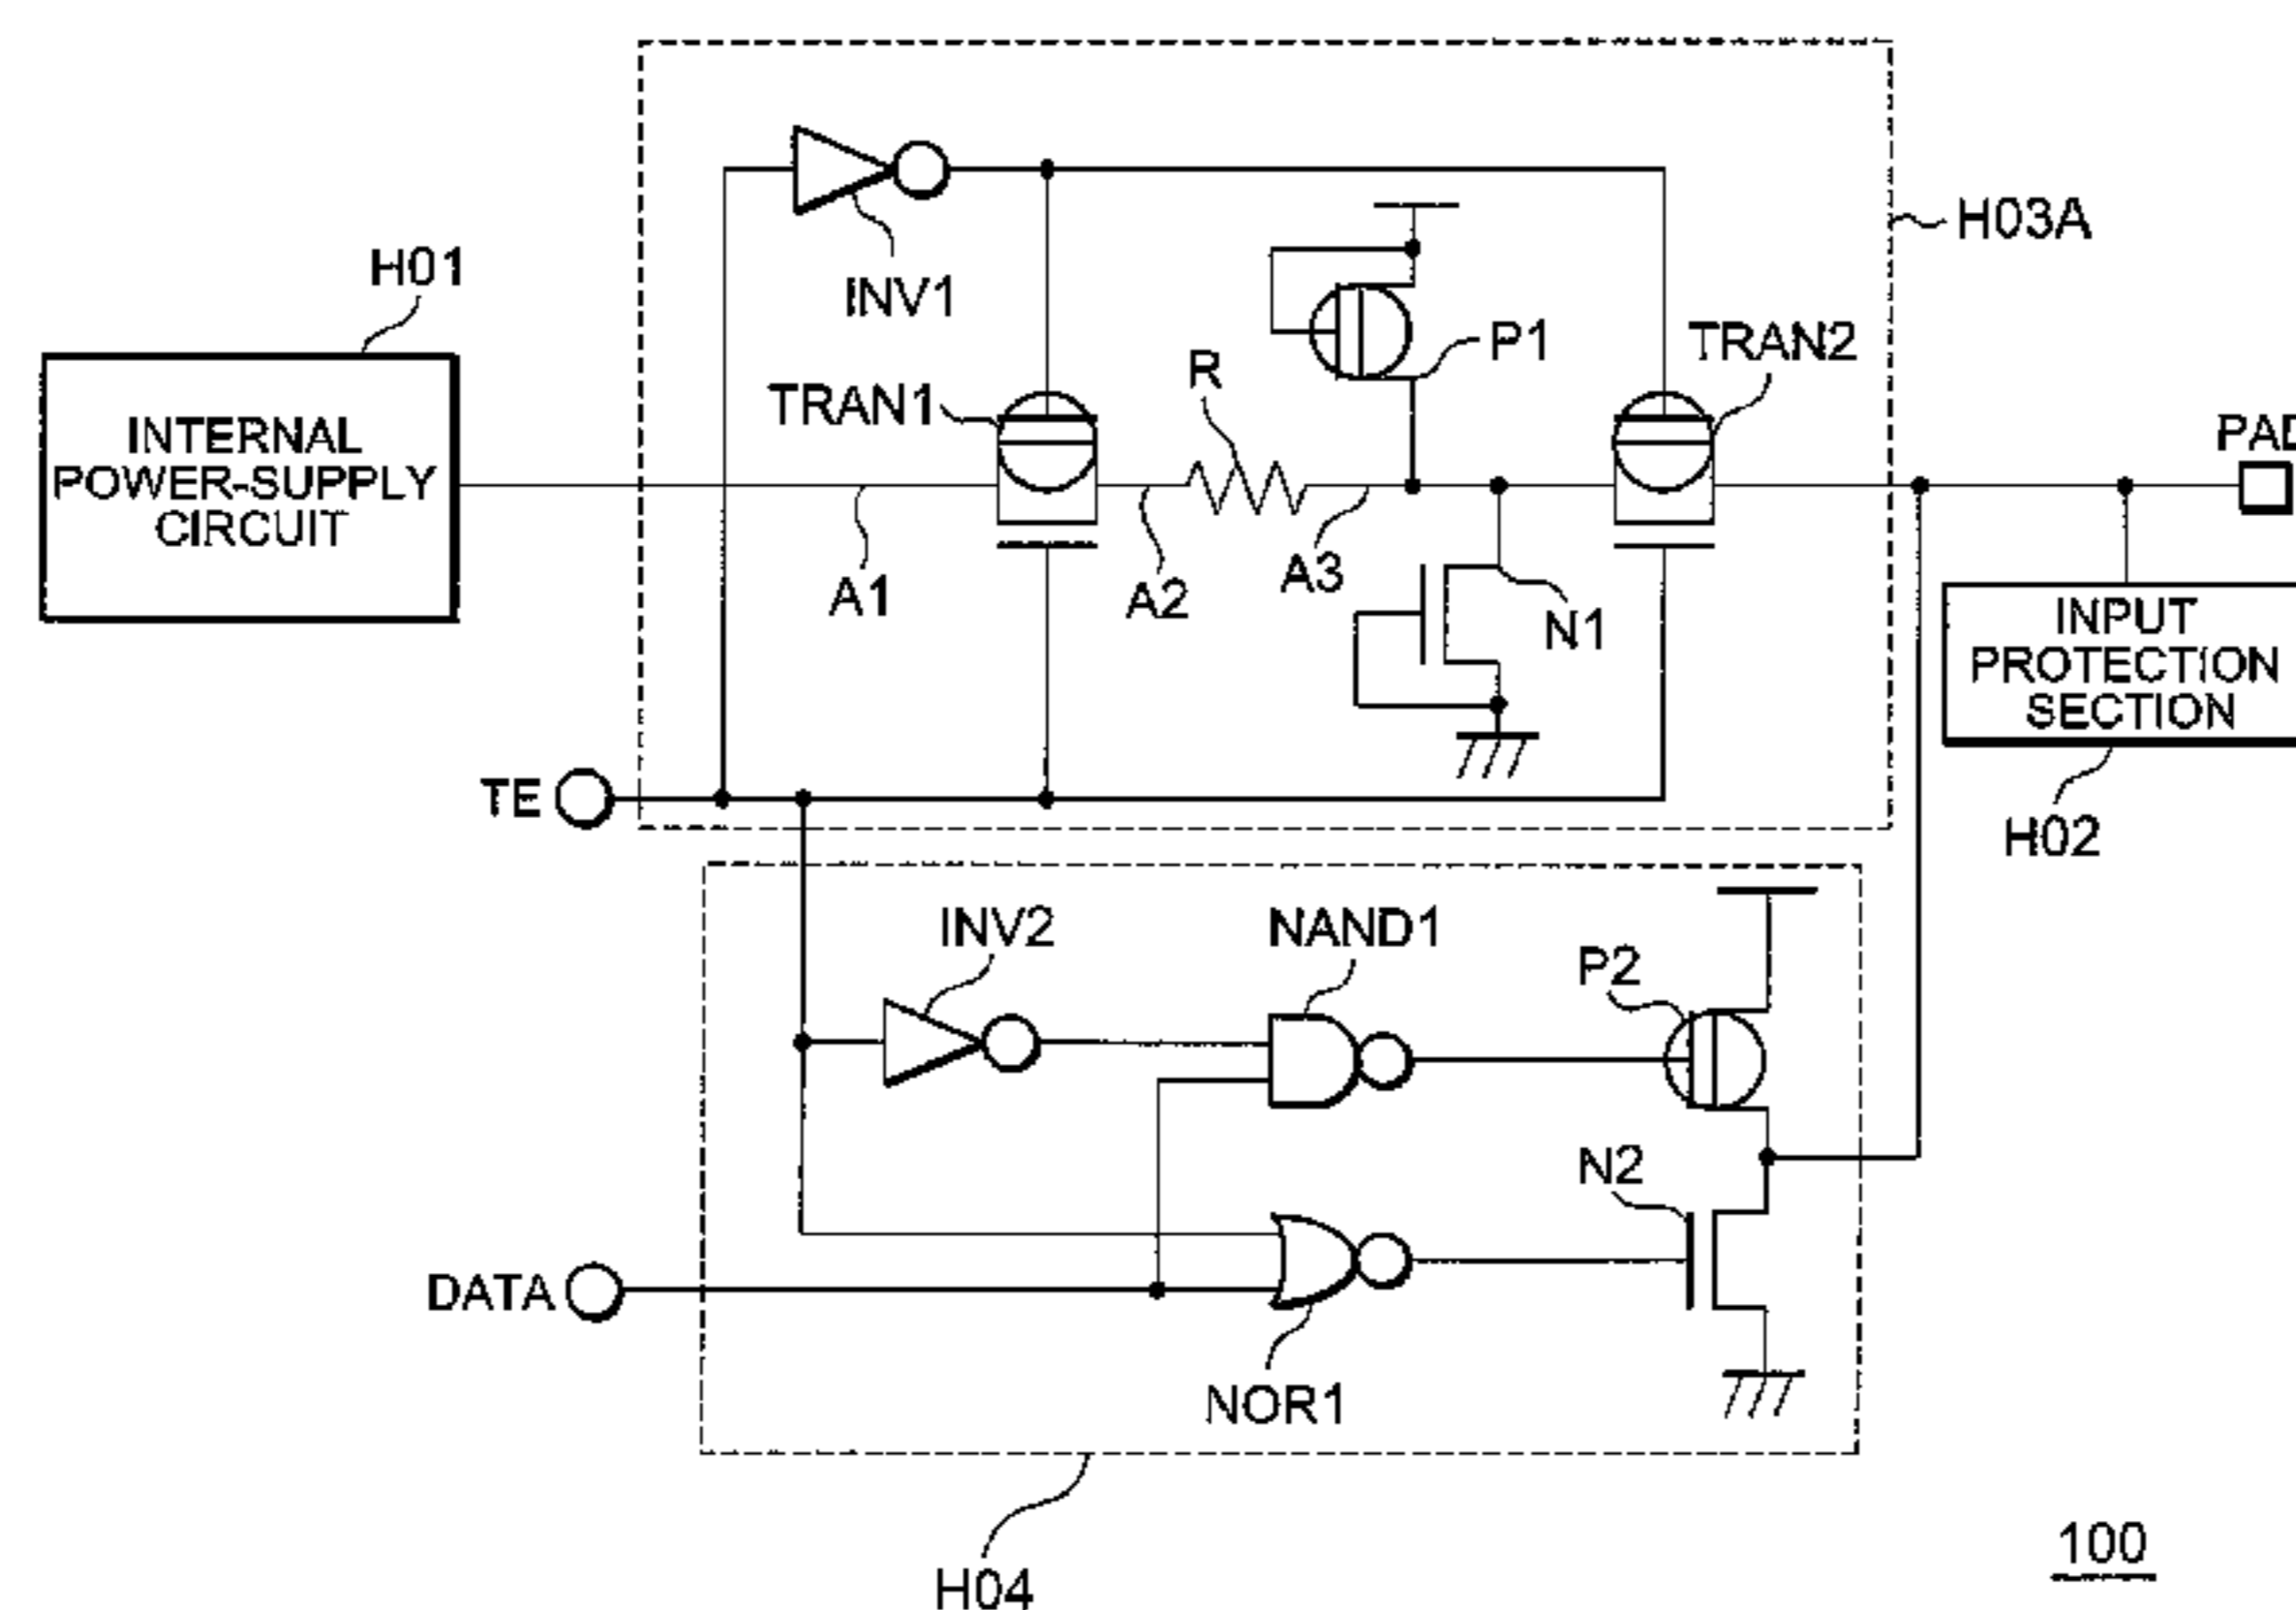 H03A
H01
INV1
P1
TRAN2
R
TRAN1
INTERNAL
POWER-SUPPLY
CIRCUIT
A1
A2
A3
N1
INPUT
PROTECTION
SECTION
TE
H02
INV2
NAND1
P2
N2
DATA
NOR1
H04
100